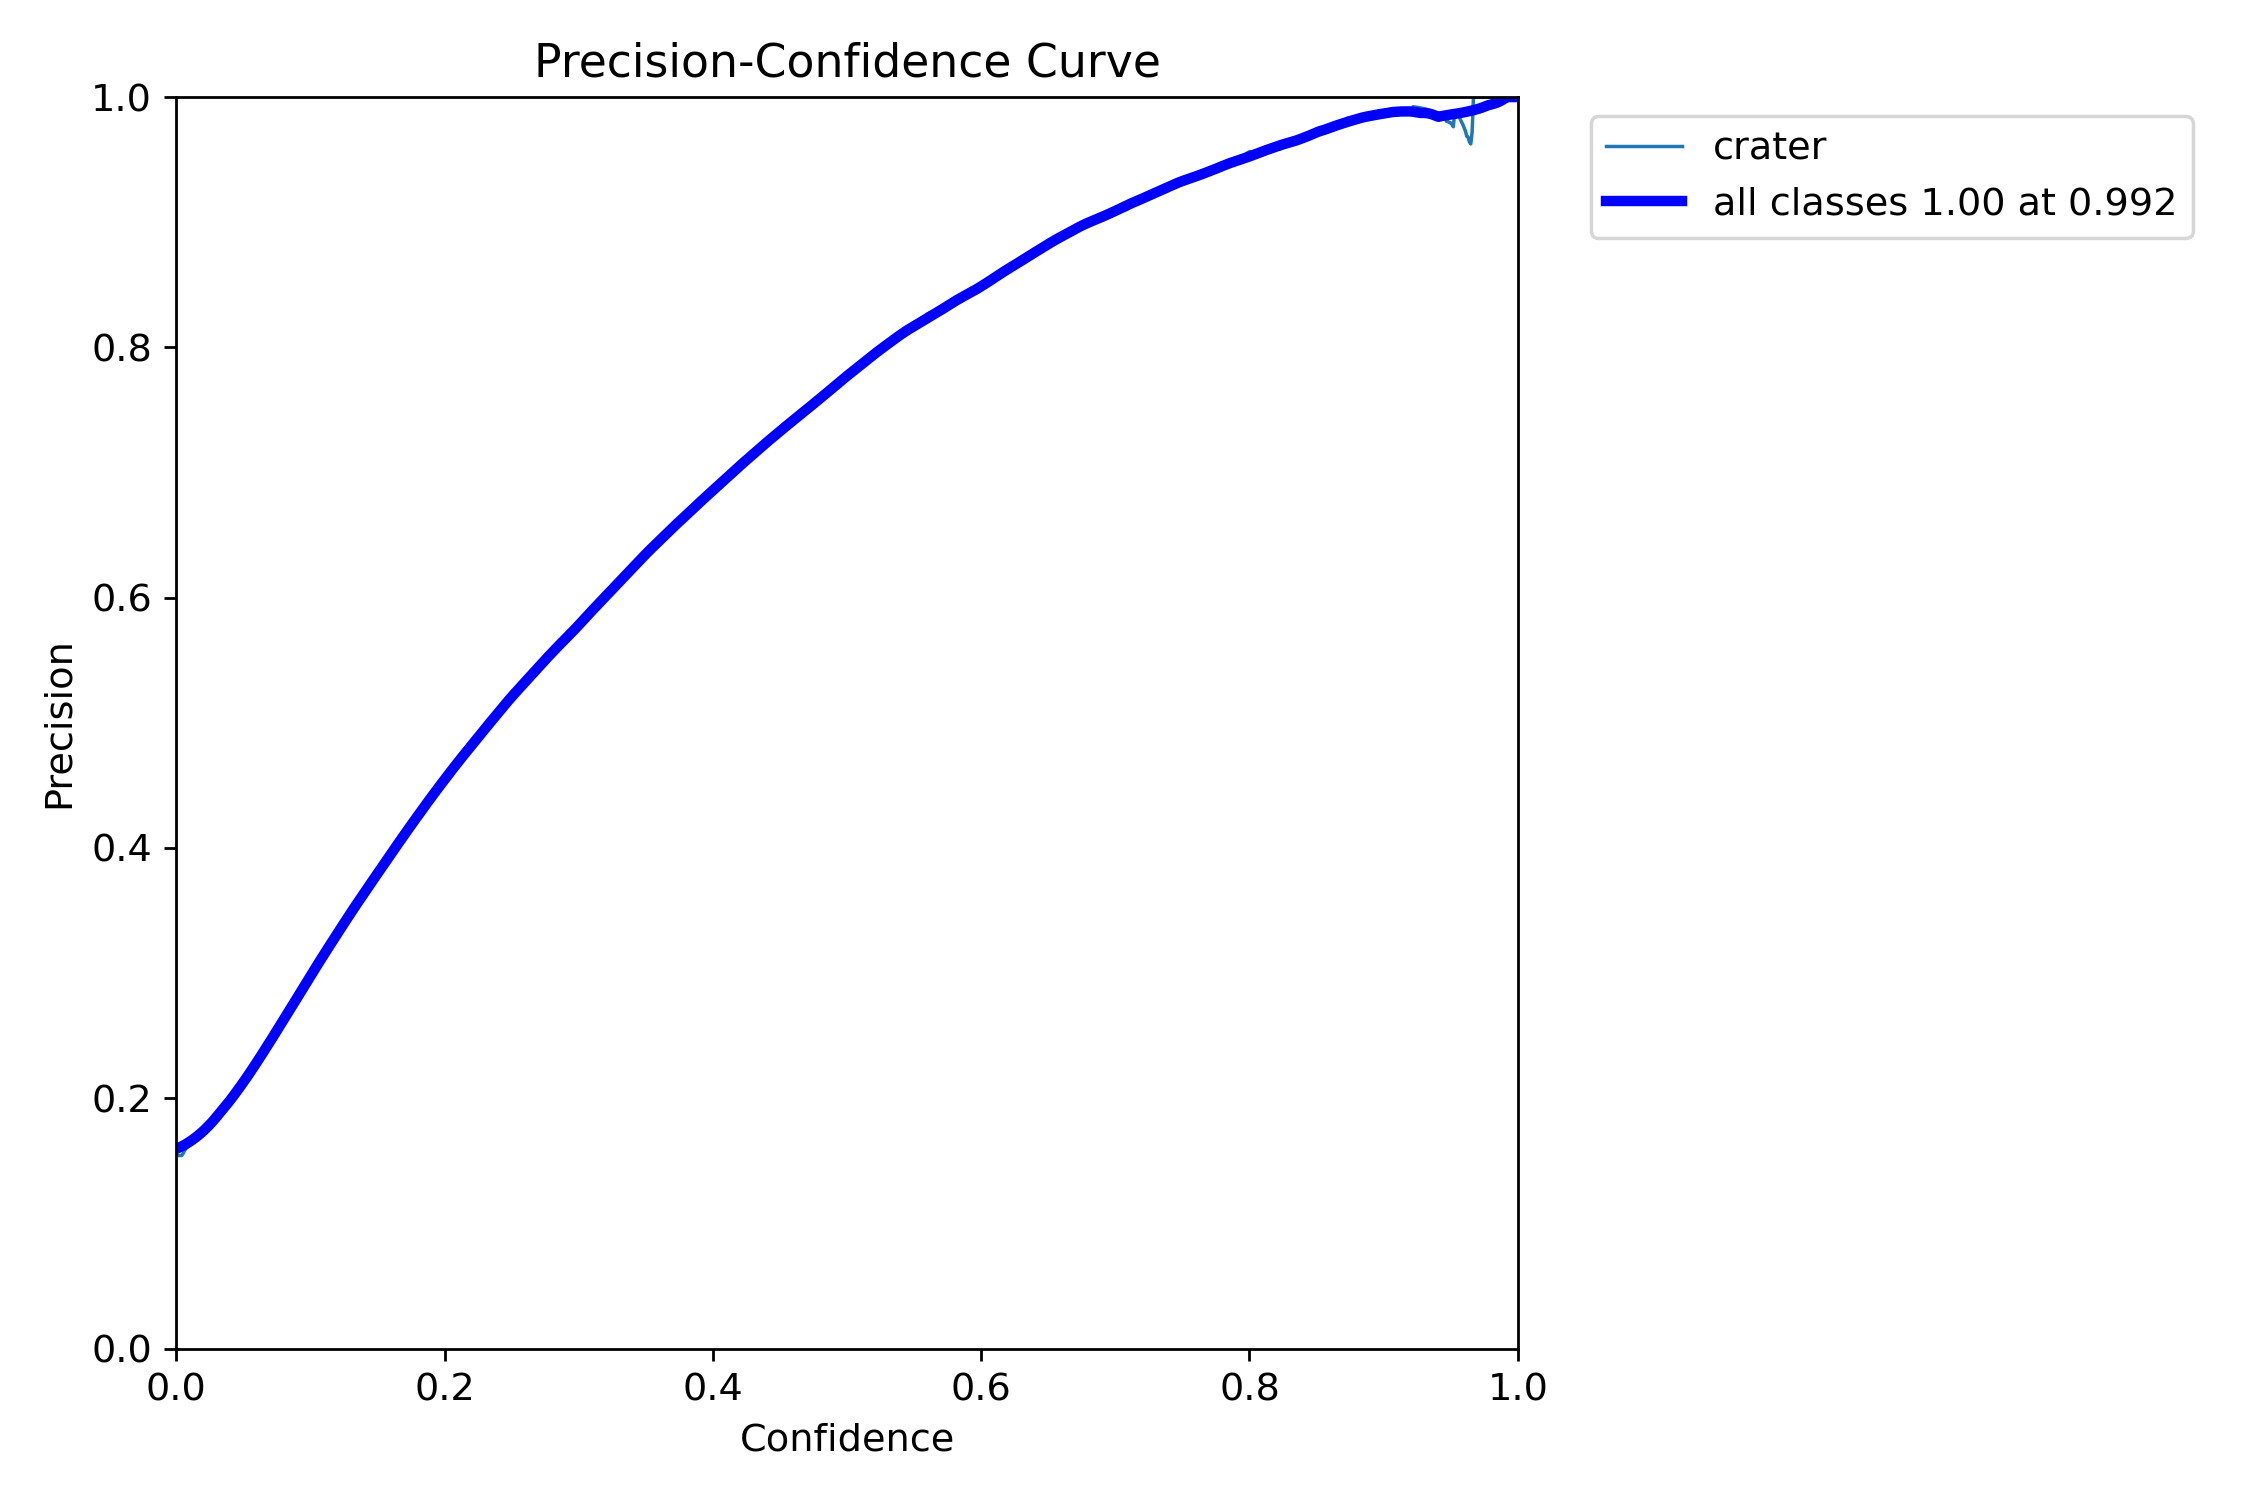 Precision-Confidence Curve
1.0
0.8
0.6
0.4
0.2
0.0
Precision
0.0 0.2 0.4 0.6 0.8 1.0
Confidence
crater
all classes 1.00 at 0.992